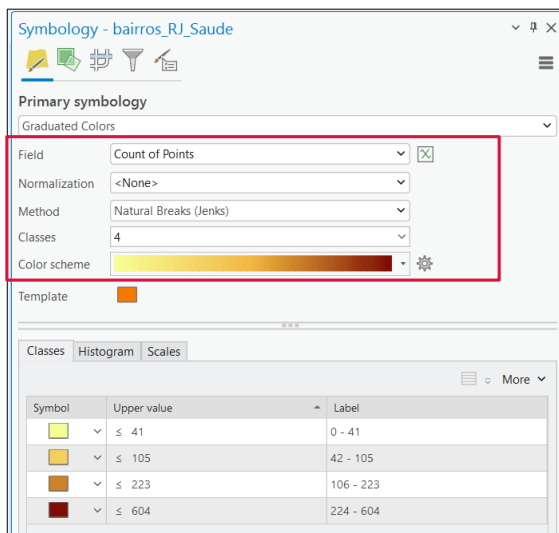 Symbology - bairros_RJ_Saude
Primary symbology
Graduated Colors
Field Count of Points
Normalization <None>
Method Natural Breaks (Jenks)
Classes 4
Color scheme
Template
Classes Histogram Scales
More
Symbol Upper value Label
≤ 41 0 - 41
≤ 105 42 - 105
≤ 223 106 - 223
≤ 604 224 - 604